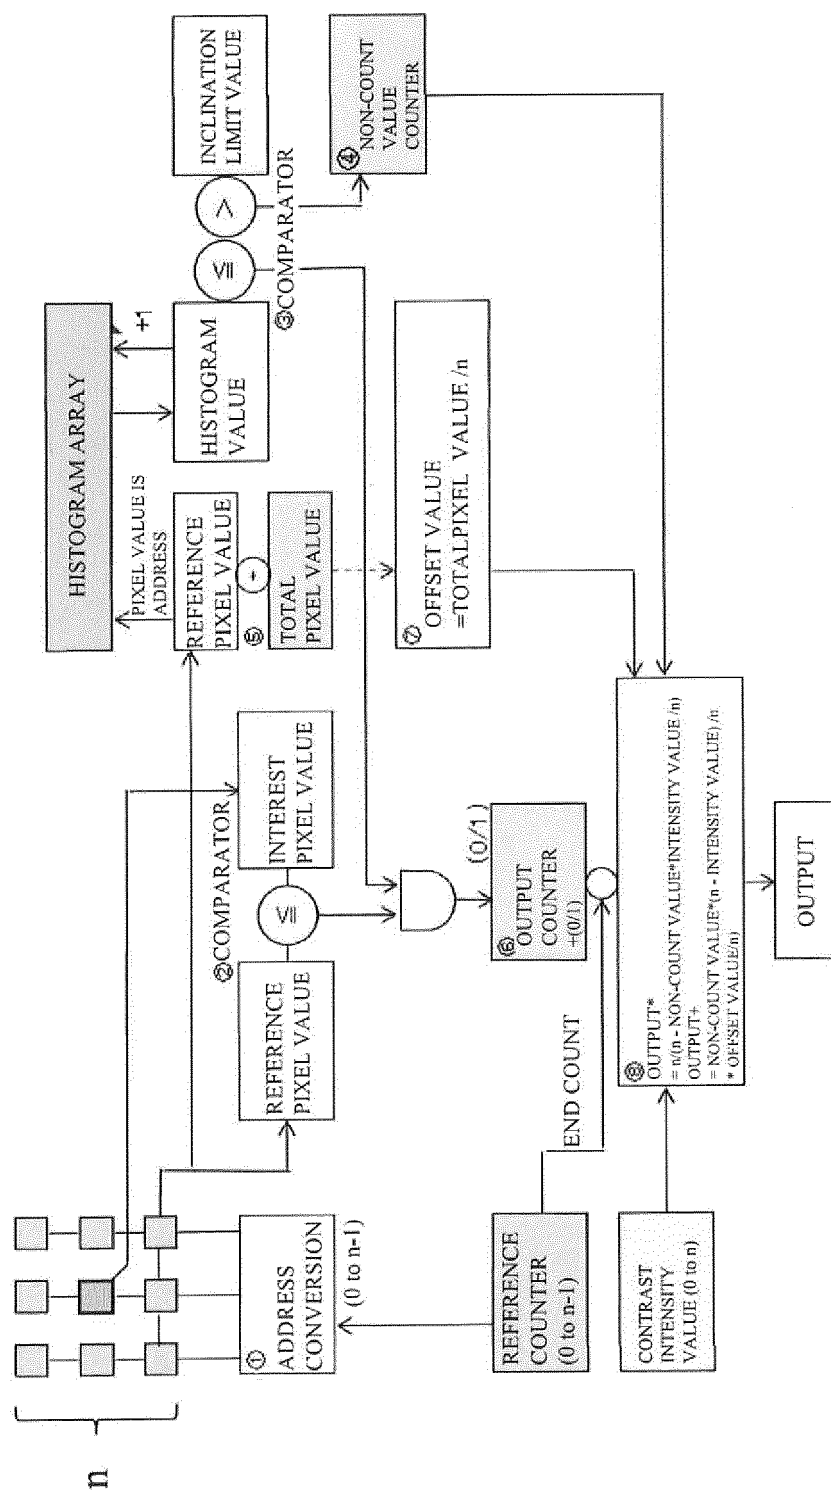 n
①
ADDRESS
CONVERSION
(0 to n-1)
REFERENCE
COUNTER
(0 to n-1)
END COUNT
CONTRAST
INTENSITY
VALUE (0 to n)
②COMPARATOR
REFERENCE
PIXEL VALUE
≦
INTEREST
PIXEL VALUE
HISTOGRAM ARRAY
PIXEL VALUE IS
ADDRESS
REFERENCE
PIXEL VALUE
⑤
TOTAL
PIXEL VALUE
+1
HISTOGRAM
VALUE
≦
>
INCLINATION
LIMIT VALUE
③COMPARATOR
④
NON-COUNT
VALUE
COUNTER
⑦
OFFSET VALUE
=TOTALPIXEL VALUE /n
(0/1)
⑥
OUTPUT
COUNTER
+(0/1)
⑧
OUTPUT*
= n/(n - NON-COUNT VALUE*INTENSITY VALUE /n)
OUTPUT+
= NON-COUNT VALUE*(n - INTENSITY VALUE) /n
* OFFSET VALUE/n)
OUTPUT